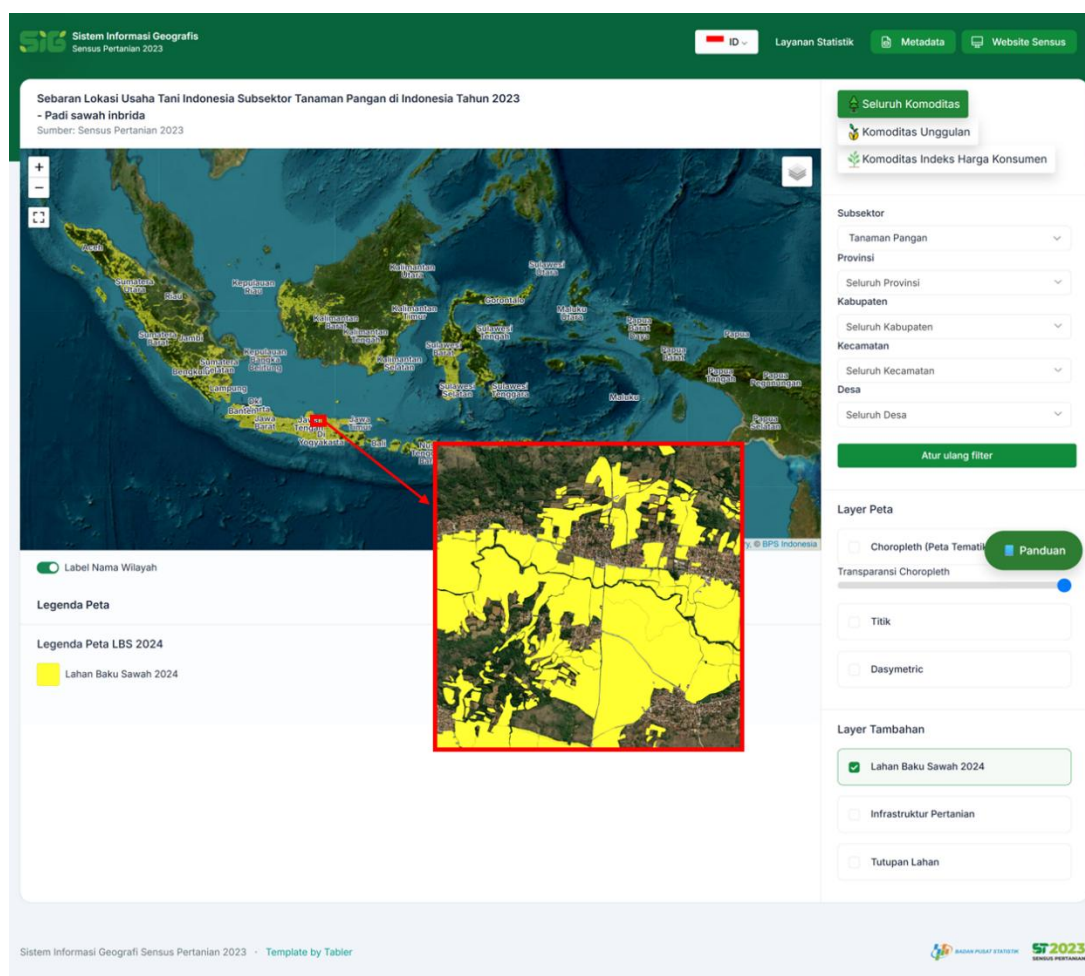 SIG
Sistem Informasi Geografis
Sensus Pertanian 2023
ID
Layanan Statistik
Metadata
Website Sensus
Sebaran Lokasi Usaha Tani Indonesia Subsektor Tanaman Pangan di Indonesia Tahun 2023
- Padi sawah inbrida
Sumber: Sensus Pertanian 2023
+
−
Aceh
Sumatera
Utara
Riau
Kepulauan
Riau
Sumatera
Barat
Jambi
Sumatera
Selatan
Bengkulu
Kepulauan
Bangka
Belitung
Lampung
Banten
Jawa
Barat
Di
Yogyakarta
Jawa
Timur
Bali
Kalimantan
Utara
Kalimantan
Barat
Kalimantan
Tengah
Kalimantan
Timur
Kalimantan
Selatan
Sulawesi
Utara
Gorontalo
Sulawesi
Tengah
Sulawesi
Barat
Sulawesi
Selatan
Sulawesi
Tenggara
Maluku
Utara
Maluku
Papua
Barat
Daya
Papua
Barat
Papua
Papua
Tengah
Papua
Pegunungan
Papua
Selatan
© BPS Indonesia
Label Nama Wilayah
Legenda Peta
Legenda Peta LBS 2024
Lahan Baku Sawah 2024
Seluruh Komoditas
Komoditas Unggulan
Komoditas Indeks Harga Konsumen
Subsektor
Tanaman Pangan
Provinsi
Seluruh Provinsi
Kabupaten
Seluruh Kabupaten
Kecamatan
Seluruh Kecamatan
Desa
Seluruh Desa
Atur ulang filter
Layer Peta
Choropleth (Peta Temati
Panduan
Transparansi Choropleth
Titik
Dasymetric
Layer Tambahan
Lahan Baku Sawah 2024
Infrastruktur Pertanian
Tutupan Lahan
Sistem Informasi Geografi Sensus Pertanian 2023 · Template by Tabler
BADAN PUSAT STATISTIK
ST2023
SENSUS PERTANIAN